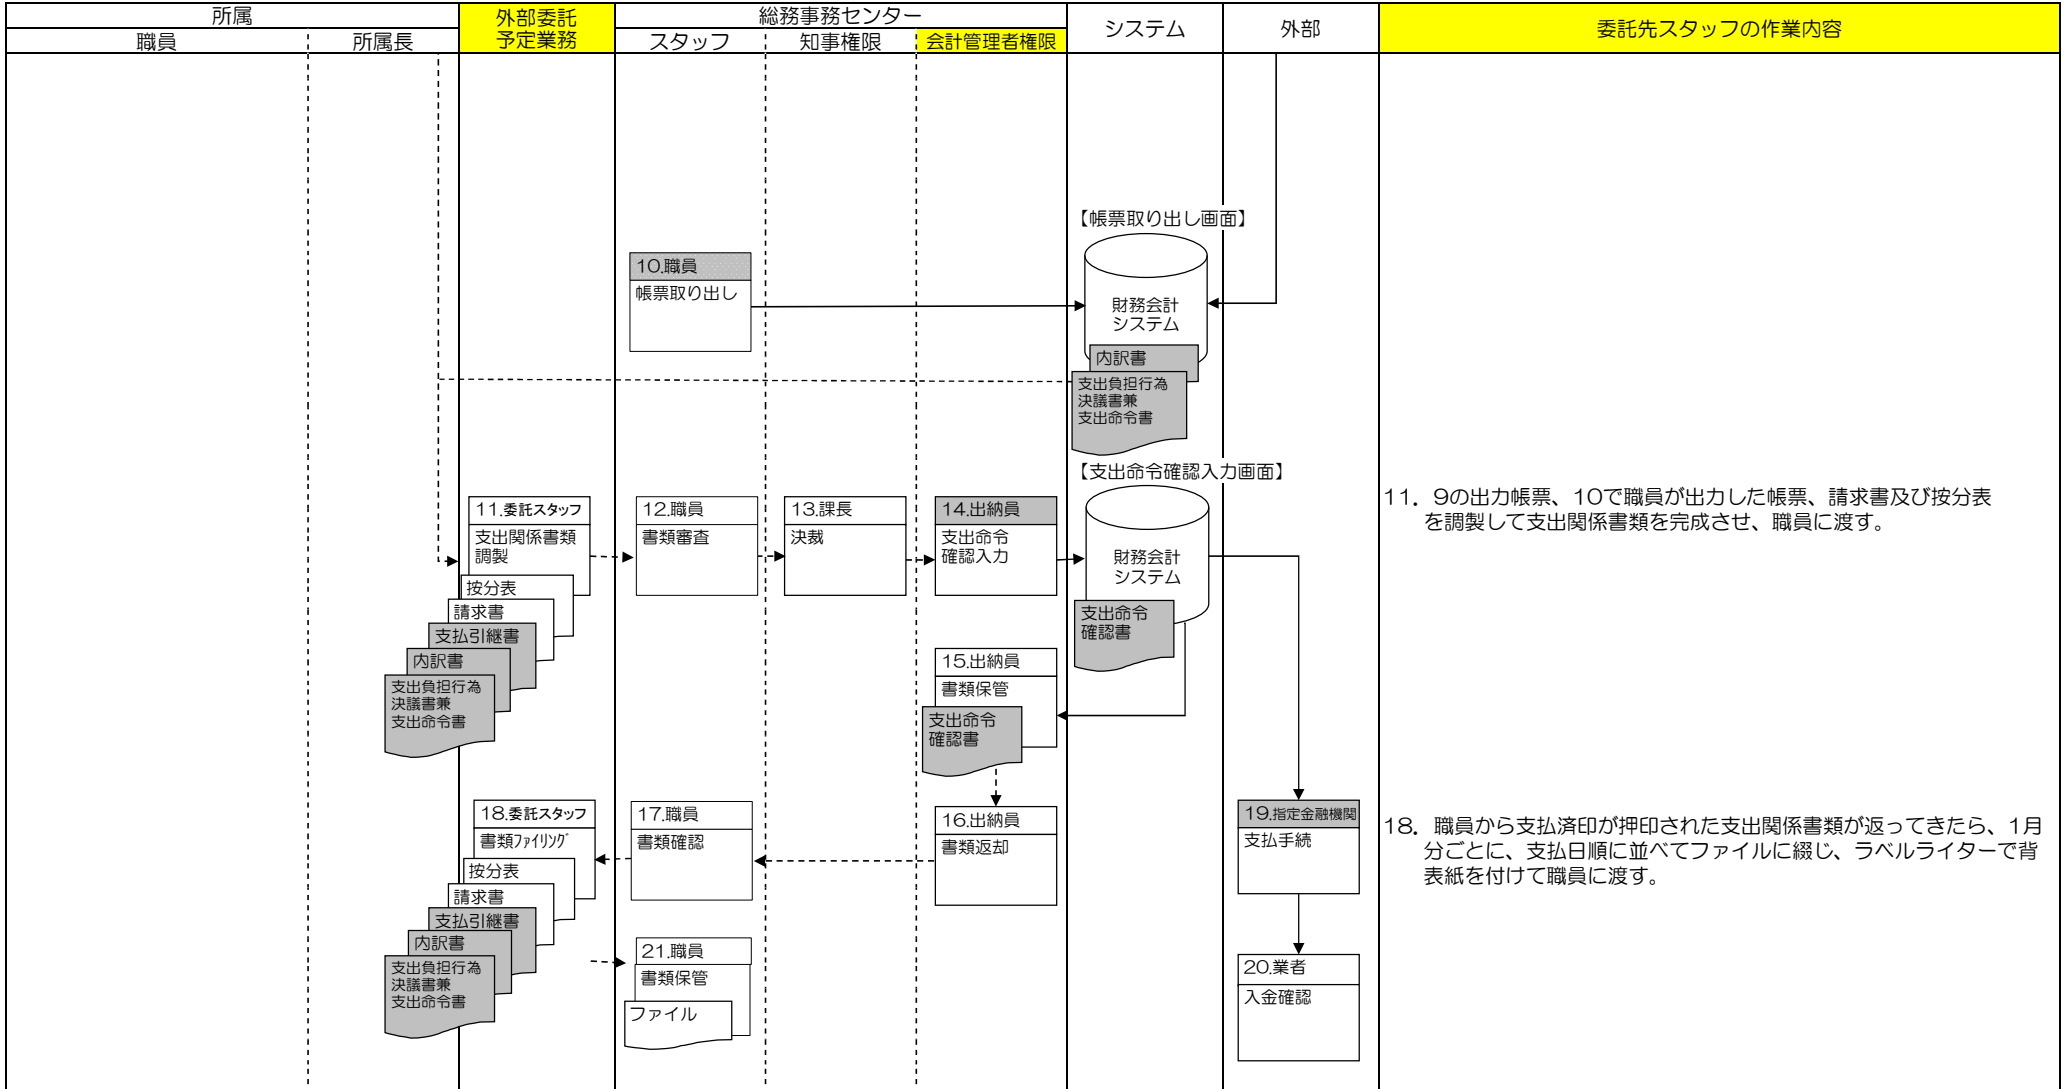 所属
職員
所属長
外部委託
予定業務
総務事務センター
スタッフ
知事権限
会計管理者権限
システム
外部
委託先スタッフの作業内容
【帳票取り出し画面】
10.職員
帳票取り出し
財務会計
システム
内訳書
支出負担行為
決議書兼
支出命令書
【支出命令確認入力画面】
11.委託スタッフ
支出関係書類
調製
按分表
請求書
支払引継書
内訳書
支出負担行為
決議書兼
支出命令書
12.職員
書類審査
13.課長
決裁
14.出納員
支出命令
確認入力
財務会計
システム
支出命令
確認書
11．9の出力帳票、10で職員が出力した帳票、請求書及び按分表
を調製して支出関係書類を完成させ、職員に渡す。
15.出納員
書類保管
支出命令
確認書
18.委託スタッフ
書類ﾌｧｲﾘﾝｸﾞ
按分表
請求書
支払引継書
内訳書
支出負担行為
決議書兼
支出命令書
17.職員
書類確認
16.出納員
書類返却
19.指定金融機関
支払手続
18．職員から支払済印が押印された支出関係書類が返ってきたら、1月
分ごとに、支払日順に並べてファイルに綴じ、ラベルライターで背
表紙を付けて職員に渡す。
21.職員
書類保管
ファイル
20.業者
入金確認